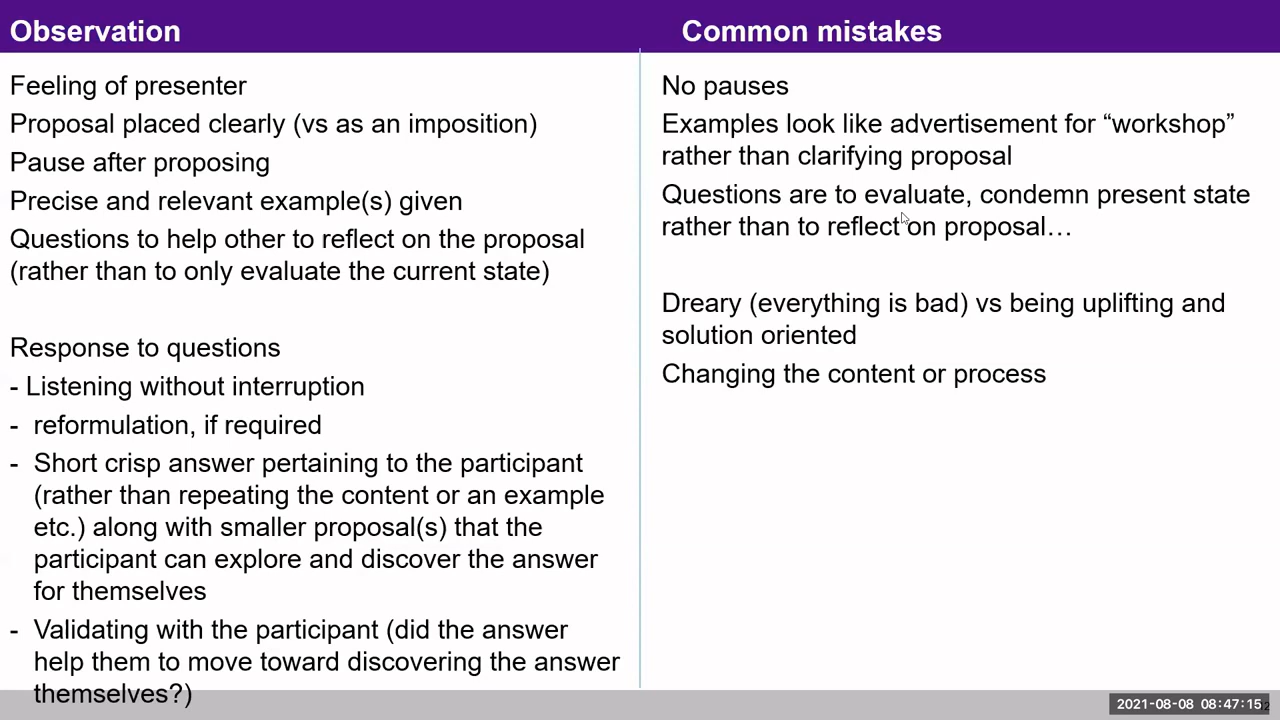 Observation
Feeling of presenter
Proposal placed clearly (vs as an imposition)
Pause after proposing
Precise and relevant example(s) given
Questions to help other to reflect on the proposal
(rather than to only evaluate the current state)
Response to questions
- Listening without interruption
- reformulation, if required
- Short crisp answer pertaining to the participant
(rather than repeating the content or an example
etc.) along with smaller proposal(s) that the
participant can explore and discover the answer
for themselves
- Validating with the participant (did the answer
help them to move toward discovering the answer
themselves?)
Common mistakes
No pauses
Examples look like advertisement for “workshop”
rather than clarifying proposal
Questions are to evaluate, condemn present state
rather than to reflect on proposal…
Dreary (everything is bad) vs being uplifting and
solution oriented
Changing the content or process
2021-08-08 08:47:15